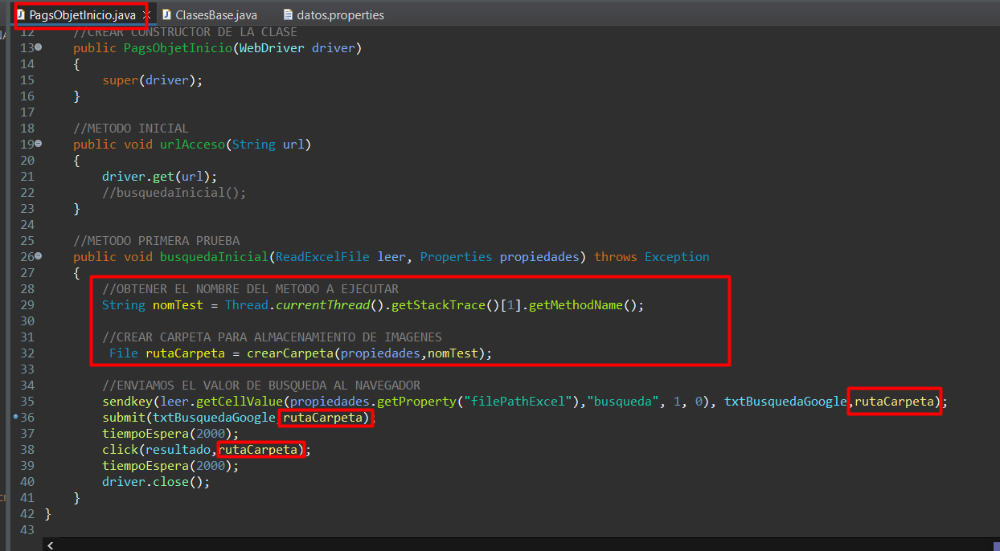 PagsObjetInicio.java ClasesBase.java datos.properties
12 //CREAR CONSTRUCTOR DE LA CLASE
13 public PagsObjetInicio(WebDriver driver)
14 {
15 super(driver);
16 }
17
18 //METODO INICIAL
19 public void urlAcceso(String url)
20 {
21 driver.get(url);
22 //busquedaInicial();
23 }
24
25 //METODO PRIMERA PRUEBA
26 public void busquedaInicial(ReadExcelFile leer, Properties propiedades) throws Exception
27 {
28 //OBTENER EL NOMBRE DEL METODO A EJECUTAR
29 String nomTest = Thread.currentThread().getStackTrace()[1].getMethodName();
30
31 //CREAR CARPETA PARA ALMACENAMIENTO DE IMAGENES
32 File rutaCarpeta = crearCarpeta(propiedades,nomTest);
33
34 //ENVIAMOS EL VALOR DE BUSQUEDA AL NAVEGADOR
35 sendkey(leer.getCellValue(propiedades.getProperty("filePathExcel"),"busqueda", 1, 0), txtBusquedaGoogle,rutaCarpeta);
36 submit(txtBusquedaGoogle,rutaCarpeta);
37 tiempoEspera(2000);
38 click(resultado,rutaCarpeta);
39 tiempoEspera(2000);
40 driver.close();
41 }
42 }
43